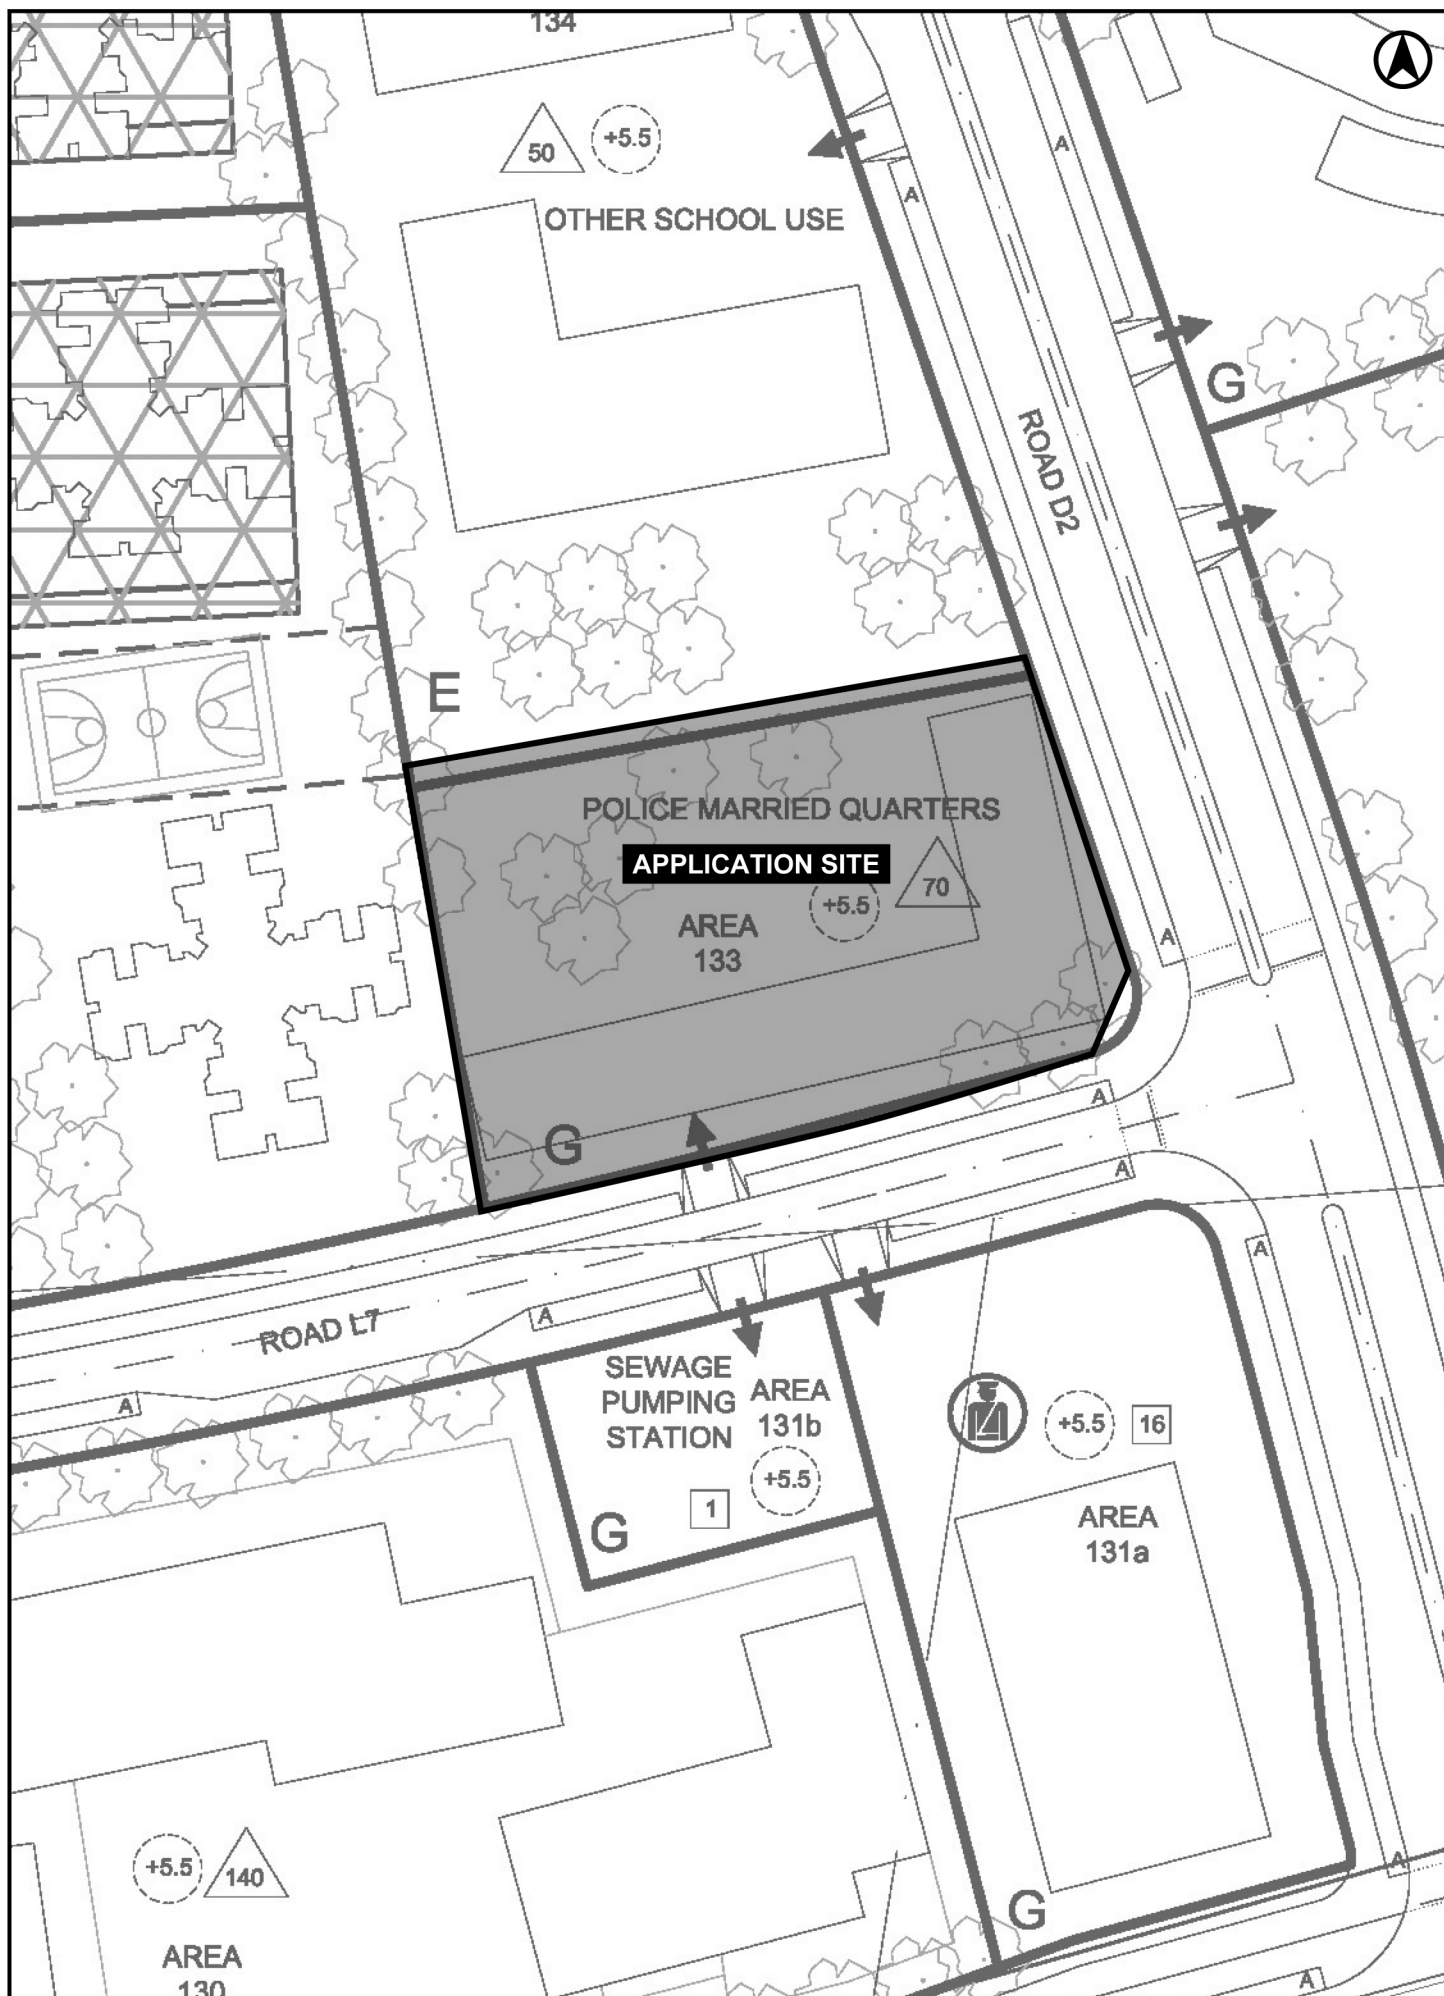 134
50
+5.5
OTHER SCHOOL USE
A
A
G
ROAD D2
E
POLICE MARRIED QUARTERS
APPLICATION SITE
+5.5
70
AREA
133
A
G
A
A
ROAD L7
A
A
A
SEWAGE
PUMPING
STATION
AREA
131b
+5.5
1
G
+5.5
16
AREA
131a
+5.5
140
AREA
130
G
A
A